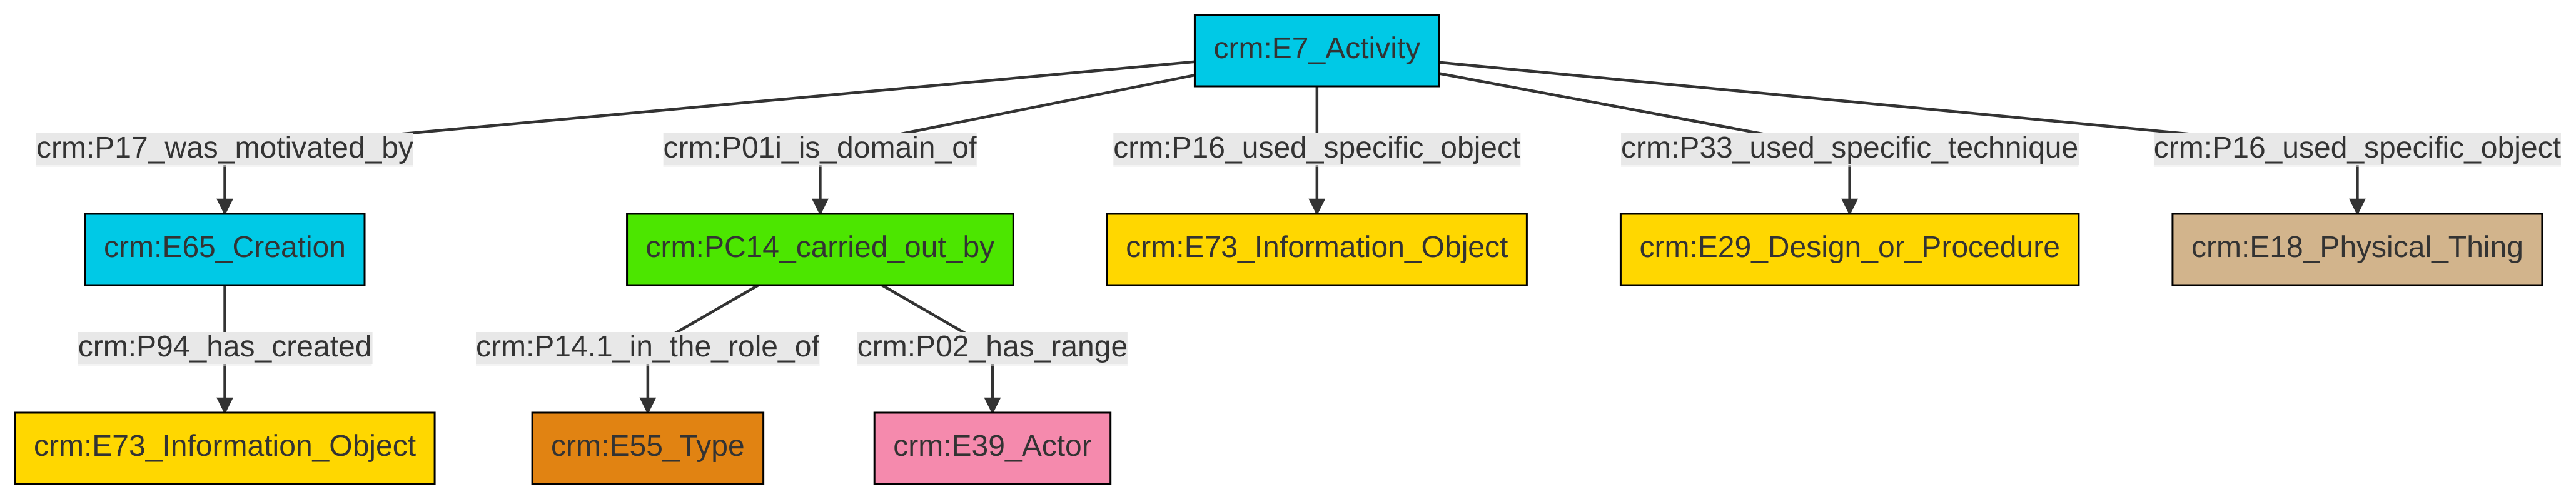 crm:E7_Activity
crm:P17_was_motivated_by
crm:P01i_is_domain_of
crm:P16_used_specific_object
crm:P33_used_specific_technique
crm:P16_used_specific_object
crm:E65_Creation
crm:PC14_carried_out_by
crm:E73_Information_Object
crm:E29_Design_or_Procedure
crm:E18_Physical_Thing
crm:P94_has_created
crm:P14.1_in_the_role_of
crm:P02_has_range
crm:E73_Information_Object
crm:E55_Type
crm:E39_Actor